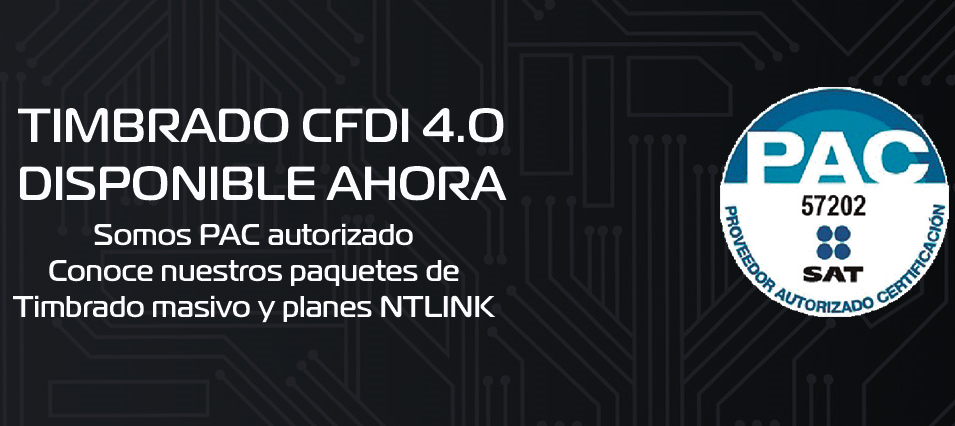 TIMBRADO CFDI 4.0
DISPONIBLE AHORA
Somos PAC autorizado
Conoce nuestros paquetes de
Timbrado masivo y planes NTLINK
PAC
57202
SAT
PROVEEDOR AUTORIZADO CERTIFICACIÓN